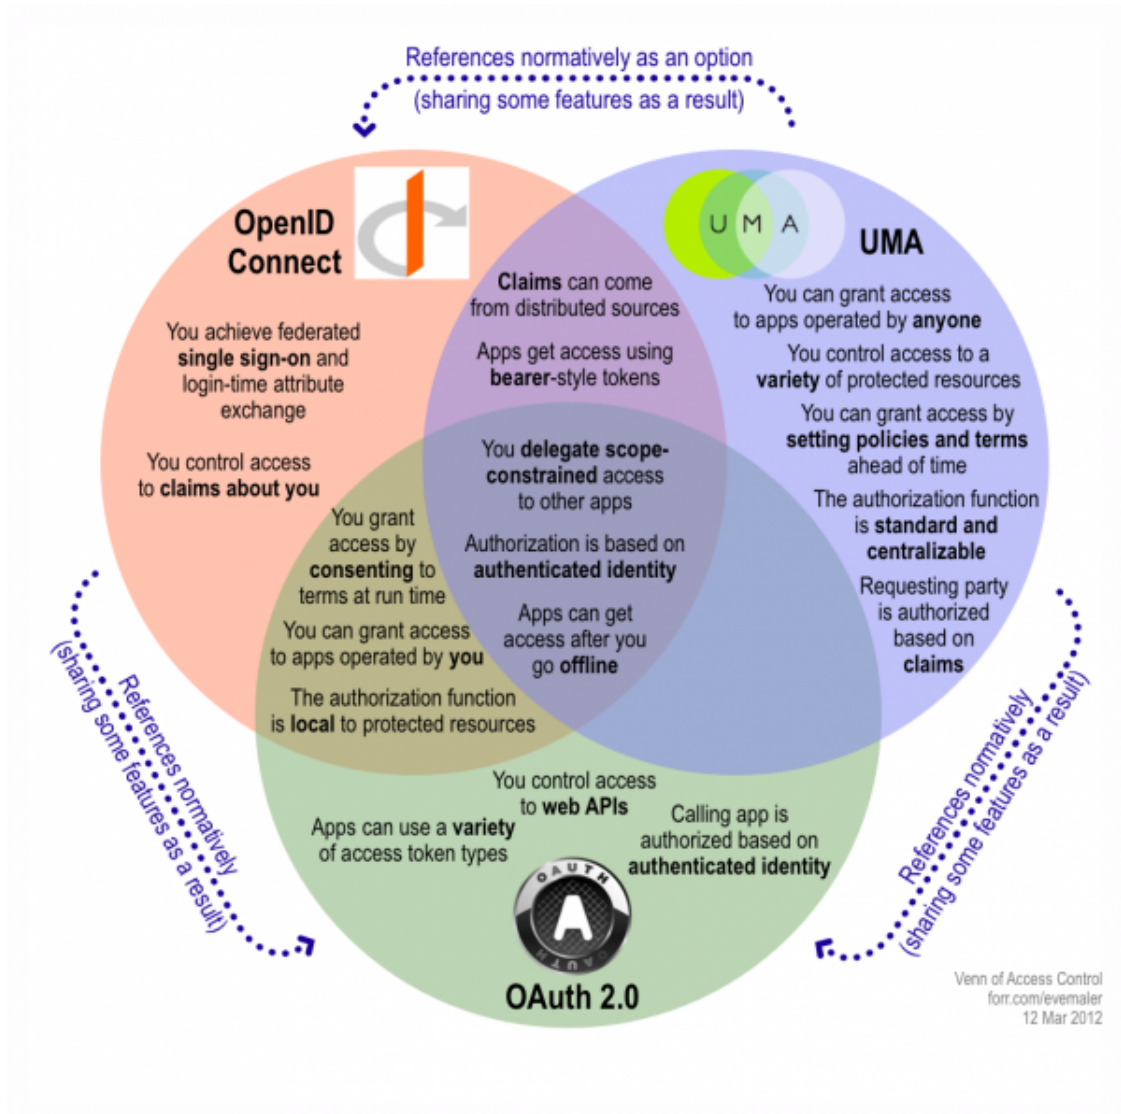 References normatively as an option
(sharing some features as a result)
OpenID
Connect
UMA
UMA
Claims can come
from distributed sources
Apps get access using
bearer-style tokens
You can grant access
to apps operated by anyone
You control access to a
variety of protected resources
You can grant access by
setting policies and terms
ahead of time
The authorization function
is standard and
centralizable
Requesting party
is authorized
based on
claims
You achieve federated
single sign-on and
login-time attribute
exchange
You control access
to claims about you
You delegate scope-
constrained access
to other apps
Authorization is based on
authenticated identity
Apps can get
access after you
go offline
You grant
access by
consenting to
terms at run time
You can grant access
to apps operated by you
The authorization function
is local to protected resources
References normatively
(sharing some features as a result)
References normatively
(sharing some features as a result)
You control access
to web APIs
Apps can use a variety
of access token types
Calling app is
authorized based on
authenticated identity
OAUTH
A
OAUTH
OAuth 2.0
Venn of Access Control
forr.com/evemaler
12 Mar 2012